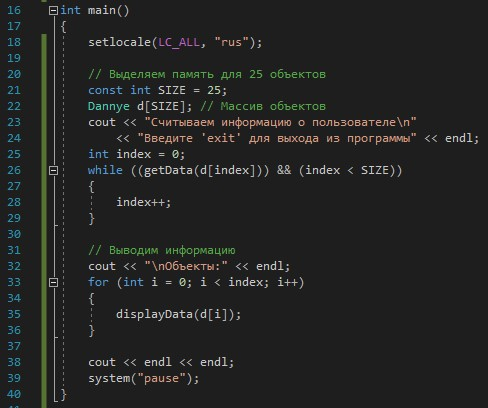 16 int main()
17 {
18 setlocale(LC_ALL, "rus");
19
20 // Выделяем память для 25 объектов
21 const int SIZE = 25;
22 Dannye d[SIZE]; // Массив объектов
23 cout << "Считываем информацию о пользователе\n"
24 << "Введите 'exit' для выхода из программы" << endl;
25 int index = 0;
26 while ((getData(d[index])) && (index < SIZE))
27 {
28 index++;
29 }
30
31 // Выводим информацию
32 cout << "\nОбъекты:" << endl;
33 for (int i = 0; i < index; i++)
34 {
35 displayData(d[i]);
36 }
37
38 cout << endl << endl;
39 system("pause");
40 }